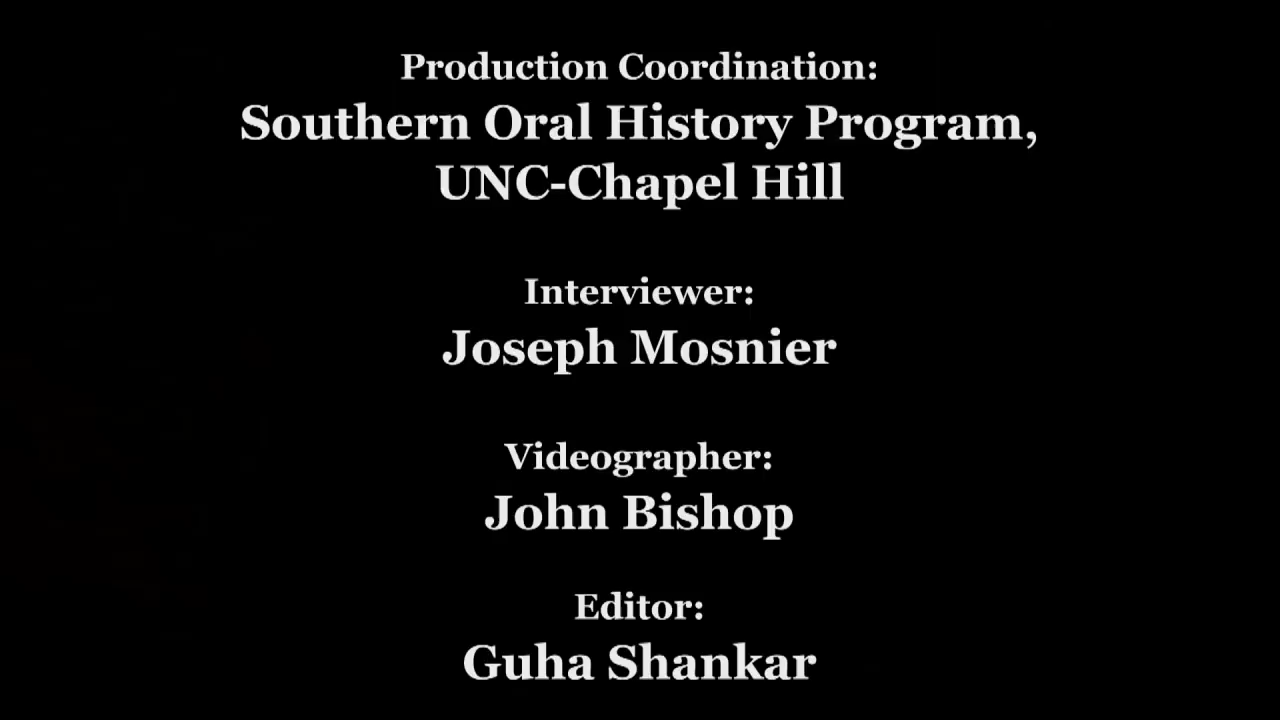 Production Coordination:
Southern Oral History Program,
UNC-Chapel Hill
Interviewer:
Joseph Mosnier
Videographer:
John Bishop
Editor:
Guha Shankar